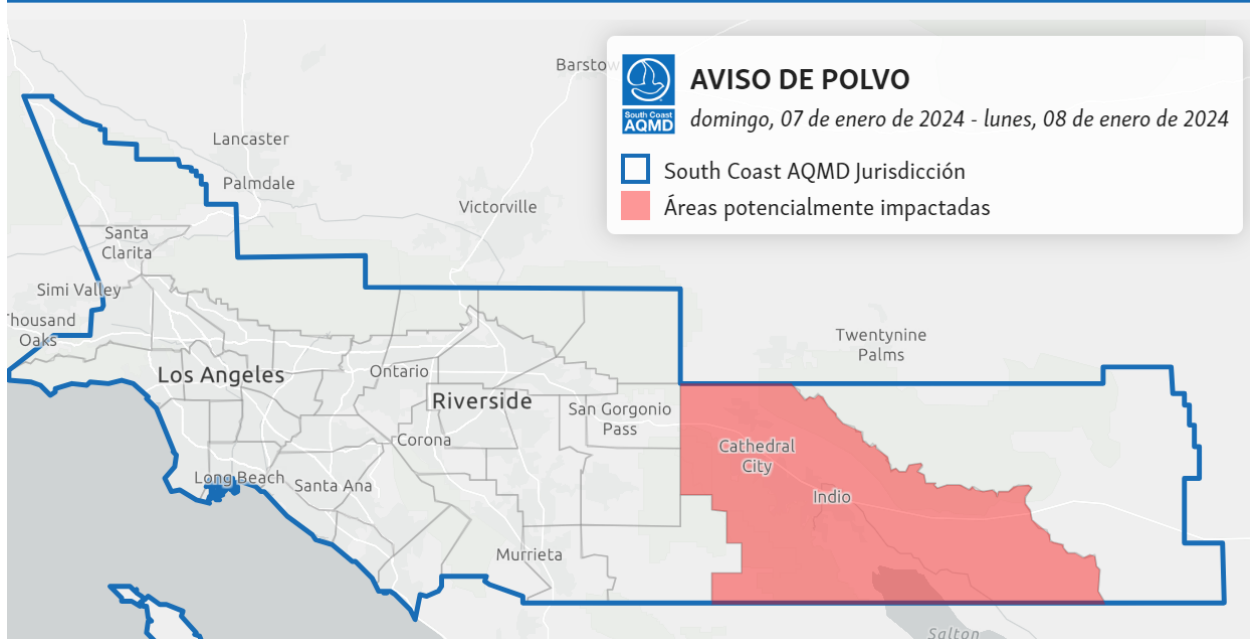 AVISO DE POLVO
domingo, 07 de enero de 2024 - lunes, 08 de enero de 2024
South Coast
AQMD
South Coast AQMD Jurisdicción
Áreas potencialmente impactadas
Barsto
Lancaster
Palmdale
Victorville
Santa
Clarita
Simi Valley
Thousand
Oaks
Twentynine
Palms
Los Angeles
Ontario
Riverside
San Gorgonio
Pass
Corona
Cathedral
City
Long Beach
Santa Ana
Indio
Murrieta
Salton